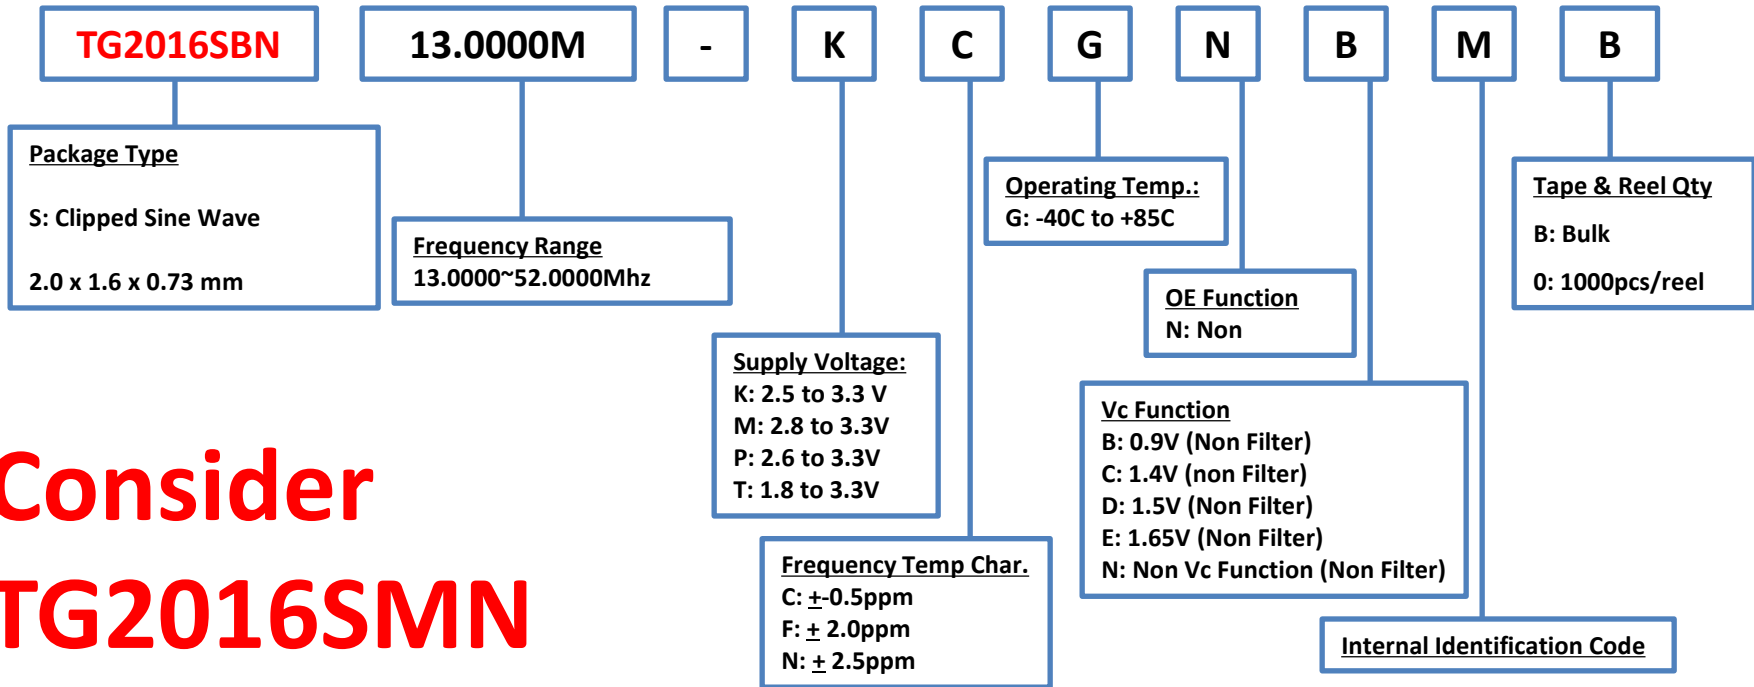 TG2016SBN 13.0000M - K C G N B M B
Package Type
S: Clipped Sine Wave
2.0 x 1.6 x 0.73 mm
Frequency Range
13.0000~52.0000Mhz
Operating Temp.:
G: -40C to +85C
Tape & Reel Qty
B: Bulk
0: 1000pcs/reel
OE Function
N: Non
Supply Voltage:
K: 2.5 to 3.3 V
M: 2.8 to 3.3V
P: 2.6 to 3.3V
T: 1.8 to 3.3V
Vc Function
B: 0.9V (Non Filter)
C: 1.4V (non Filter)
D: 1.5V (Non Filter)
E: 1.65V (Non Filter)
N: Non Vc Function (Non Filter)
Frequency Temp Char.
C: +-0.5ppm
F: + 2.0ppm
N: + 2.5ppm
Internal Identification Code
Consider
TG2016SMN